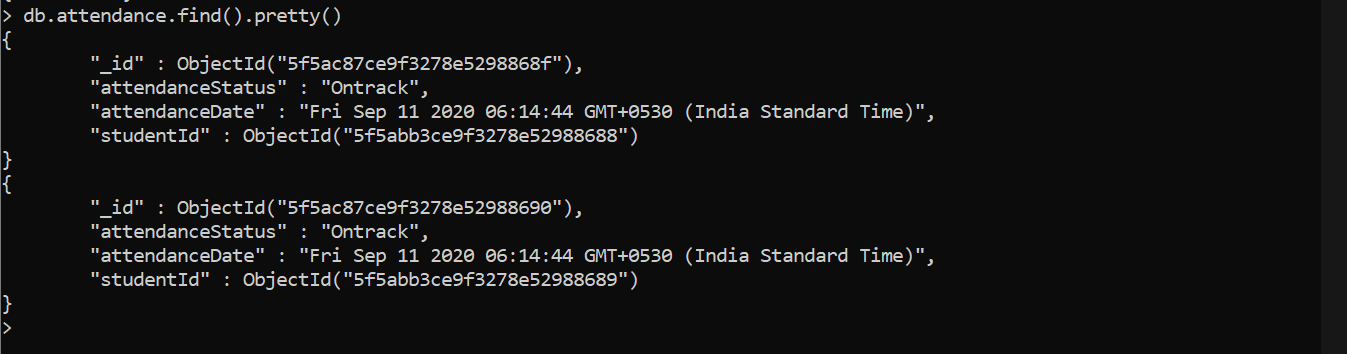 > db.attendance.find().pretty()
{
"_id" : ObjectId("5f5ac87ce9f3278e5298868f"),
"attendanceStatus" : "Ontrack",
"attendanceDate" : "Fri Sep 11 2020 06:14:44 GMT+0530 (India Standard Time)",
"studentId" : ObjectId("5f5abb3ce9f3278e52988688")
}
{
"_id" : ObjectId("5f5ac87ce9f3278e52988690"),
"attendanceStatus" : "Ontrack",
"attendanceDate" : "Fri Sep 11 2020 06:14:44 GMT+0530 (India Standard Time)",
"studentId" : ObjectId("5f5abb3ce9f3278e52988689")
}
>